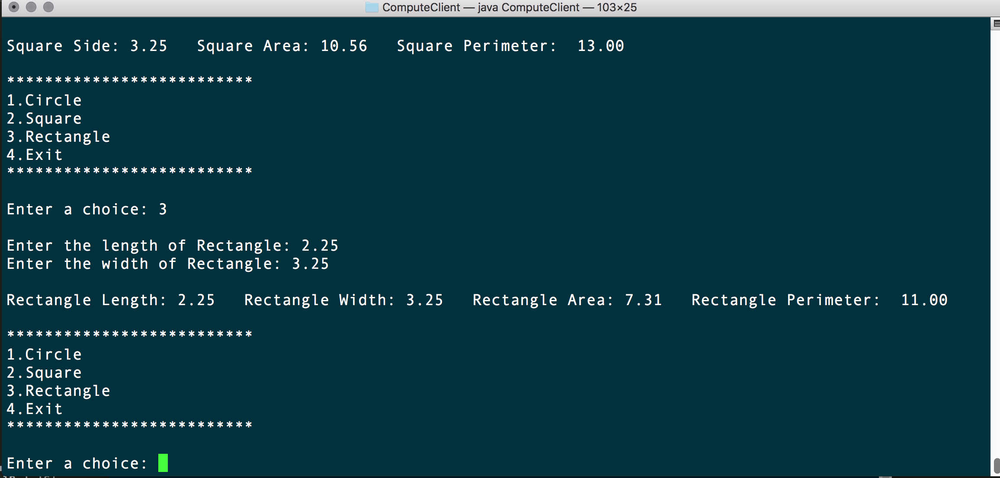 ComputeClient — java ComputeClient — 103×25
Square Side: 3.25   Square Area: 10.56   Square Perimeter:  13.00
**************************
1.Circle
2.Square
3.Rectangle
4.Exit
**************************
Enter a choice: 3
Enter the length of Rectangle: 2.25
Enter the width of Rectangle: 3.25
Rectangle Length: 2.25   Rectangle Width: 3.25   Rectangle Area: 7.31   Rectangle Perimeter:  11.00
**************************
1.Circle
2.Square
3.Rectangle
4.Exit
**************************
Enter a choice: